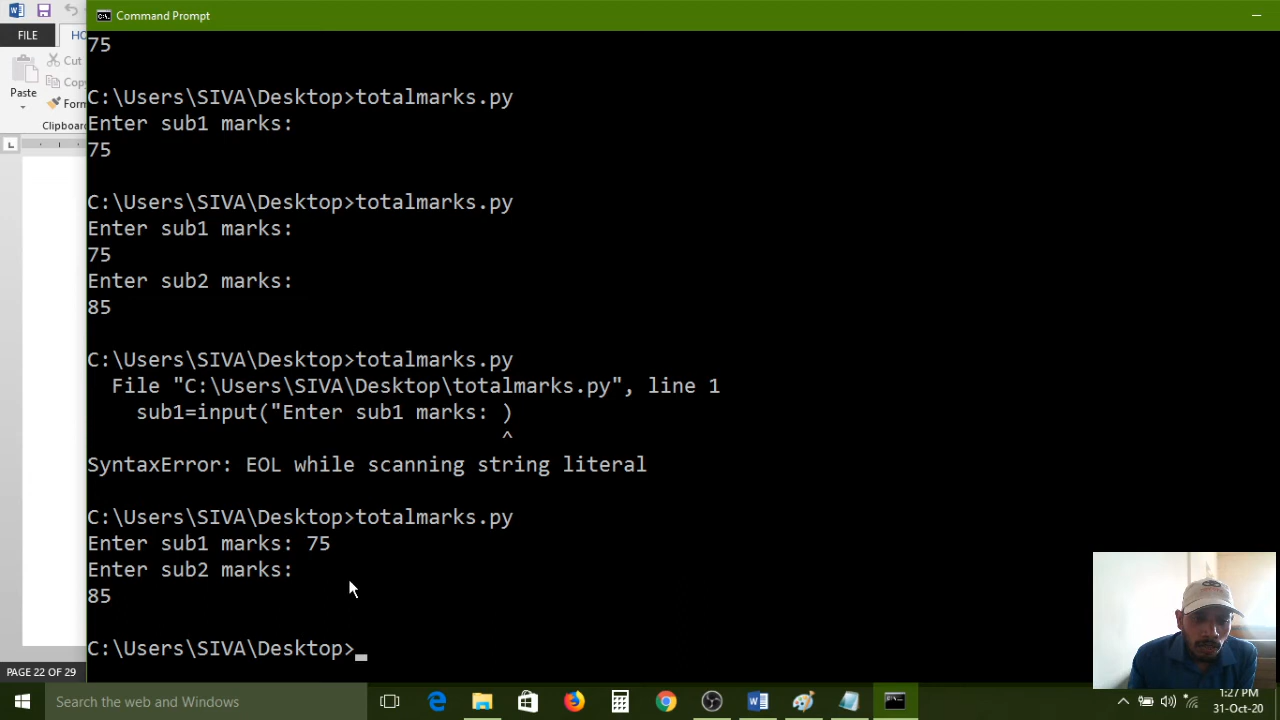 Command Prompt
FILE
HO
Cut
Copy
Paste
Form
Clipboard
75
C:\Users\SIVA\Desktop>totalmarks.py
Enter sub1 marks:
75
C:\Users\SIVA\Desktop>totalmarks.py
Enter sub1 marks:
75
Enter sub2 marks:
85
C:\Users\SIVA\Desktop>totalmarks.py
File "C:\Users\SIVA\Desktop\totalmarks.py", line 1
sub1=input("Enter sub1 marks: )
^
SyntaxError: EOL while scanning string literal
C:\Users\SIVA\Desktop>totalmarks.py
Enter sub1 marks: 75
Enter sub2 marks:
85
C:\Users\SIVA\Desktop>
PAGE 22 OF 29
Search the web and Windows
1:27 PM
31-Oct-20